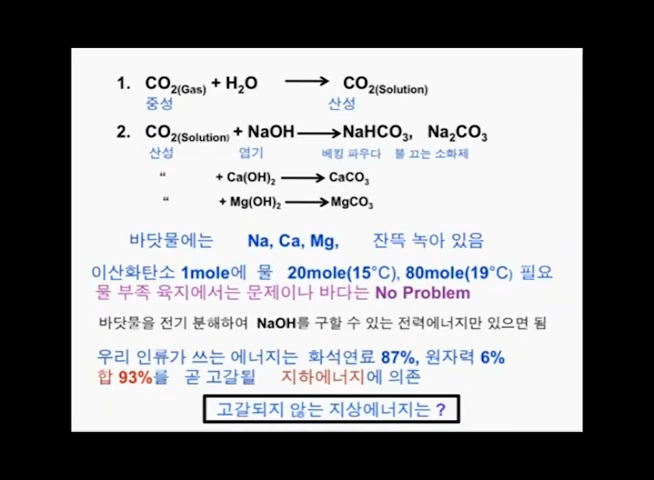 1. CO2(Gas) + H2O ⟶ CO2(Solution)
중성 산성
2. CO2(Solution) + NaOH ⟶ NaHCO3, Na2CO3
산성 염기 베킹 파우다 불 끄는 소화제
“ + Ca(OH)2 ⟶ CaCO3
“ + Mg(OH)2 ⟶ MgCO3
바닷물에는 Na, Ca, Mg, 잔뜩 녹아 있음
이산화탄소 1mole에 물 20mole(15°C), 80mole(19°C) 필요
물 부족 육지에서는 문제이나 바다는 No Problem
바닷물을 전기 분해하여 NaOH를 구할 수 있는 전력에너지만 있으면 됨
우리 인류가 쓰는 에너지는 화석연료 87%, 원자력 6%
합 93%를 곧 고갈될 지하에너지에 의존
고갈되지 않는 지상에너지는 ?